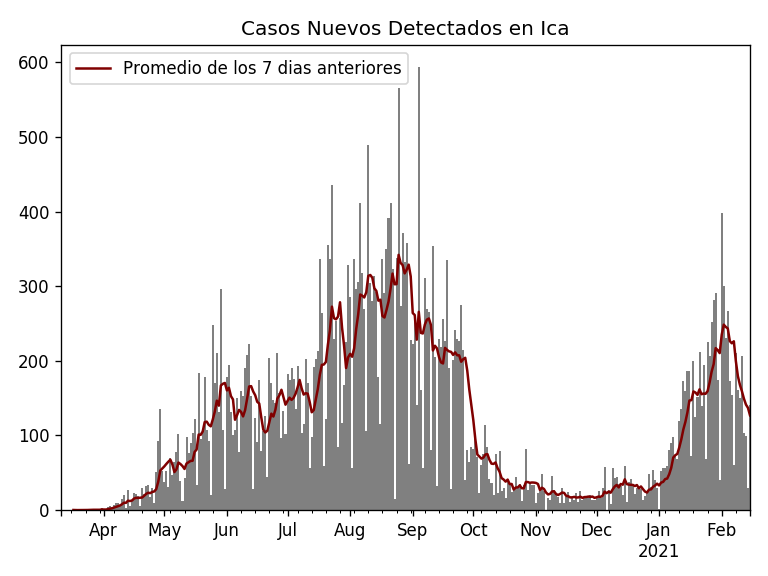 Casos Nuevos Detectados en Ica
Promedio de los 7 dias anteriores
600
500
400
300
200
100
0
Apr May Jun Jul Aug Sep Oct Nov Dec Jan Feb
2021